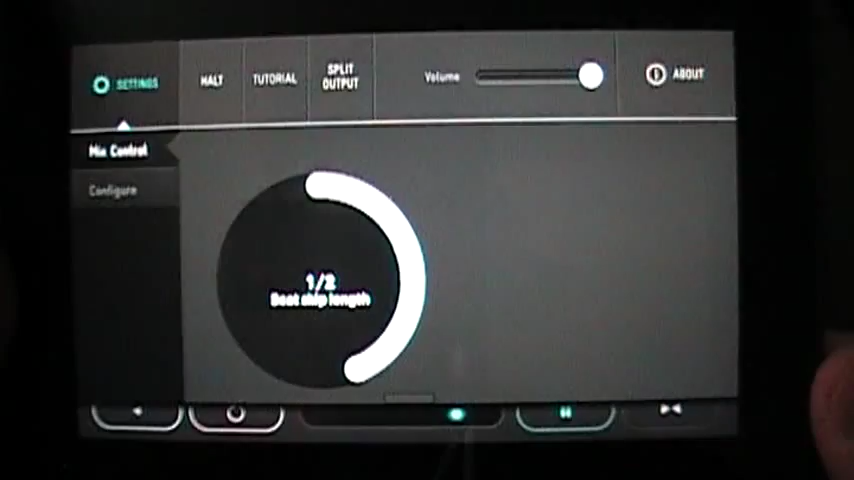 SETTINGS
HALT
TUTORIAL
SPLIT
OUTPUT
Volume
ABOUT
Mix Control
Configure
1/2
Beat skip length